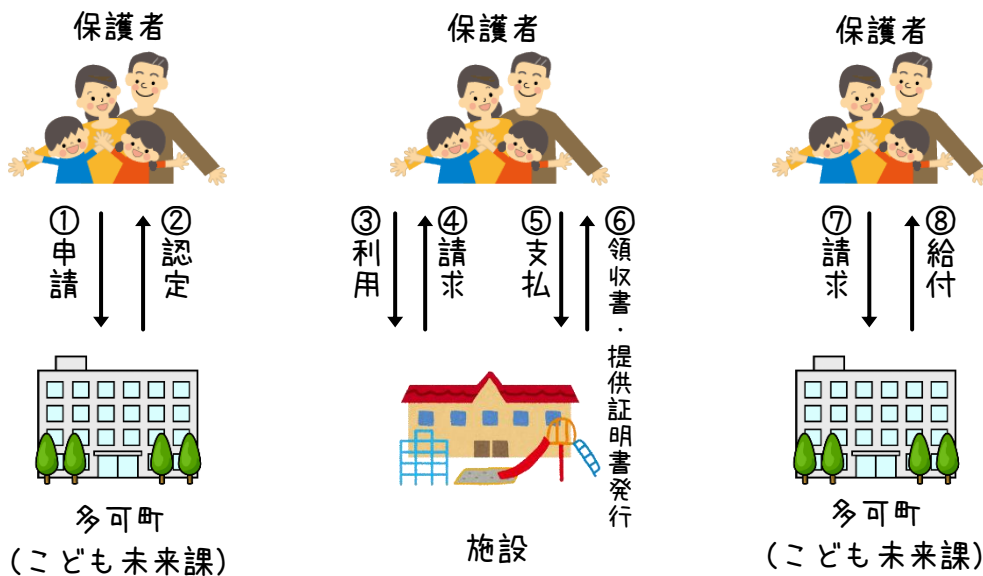 保護者
①申請
②認定
多可町
(こども未来課)
保護者
③利用
④請求
⑤支払
⑥領収書・提供証明書発行
施設
保護者
⑦請求
⑧給付
多可町
(こども未来課)